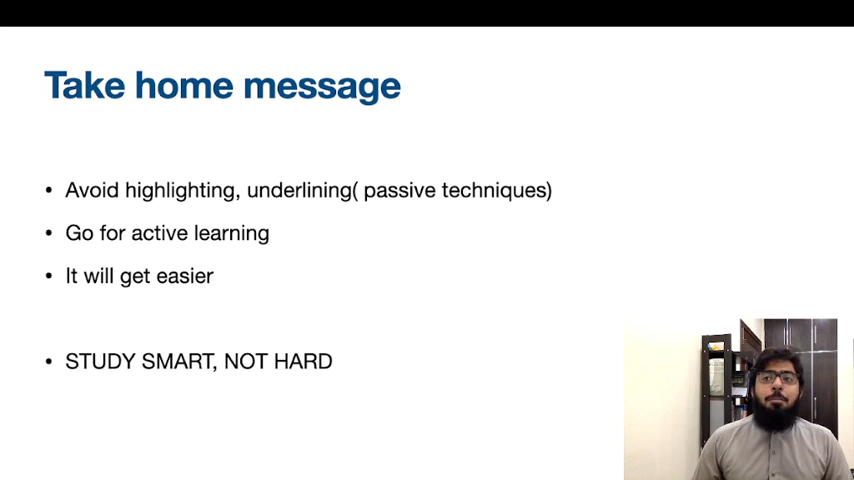 Take home message
• Avoid highlighting, underlining( passive techniques)
• Go for active learning
• It will get easier
• STUDY SMART, NOT HARD